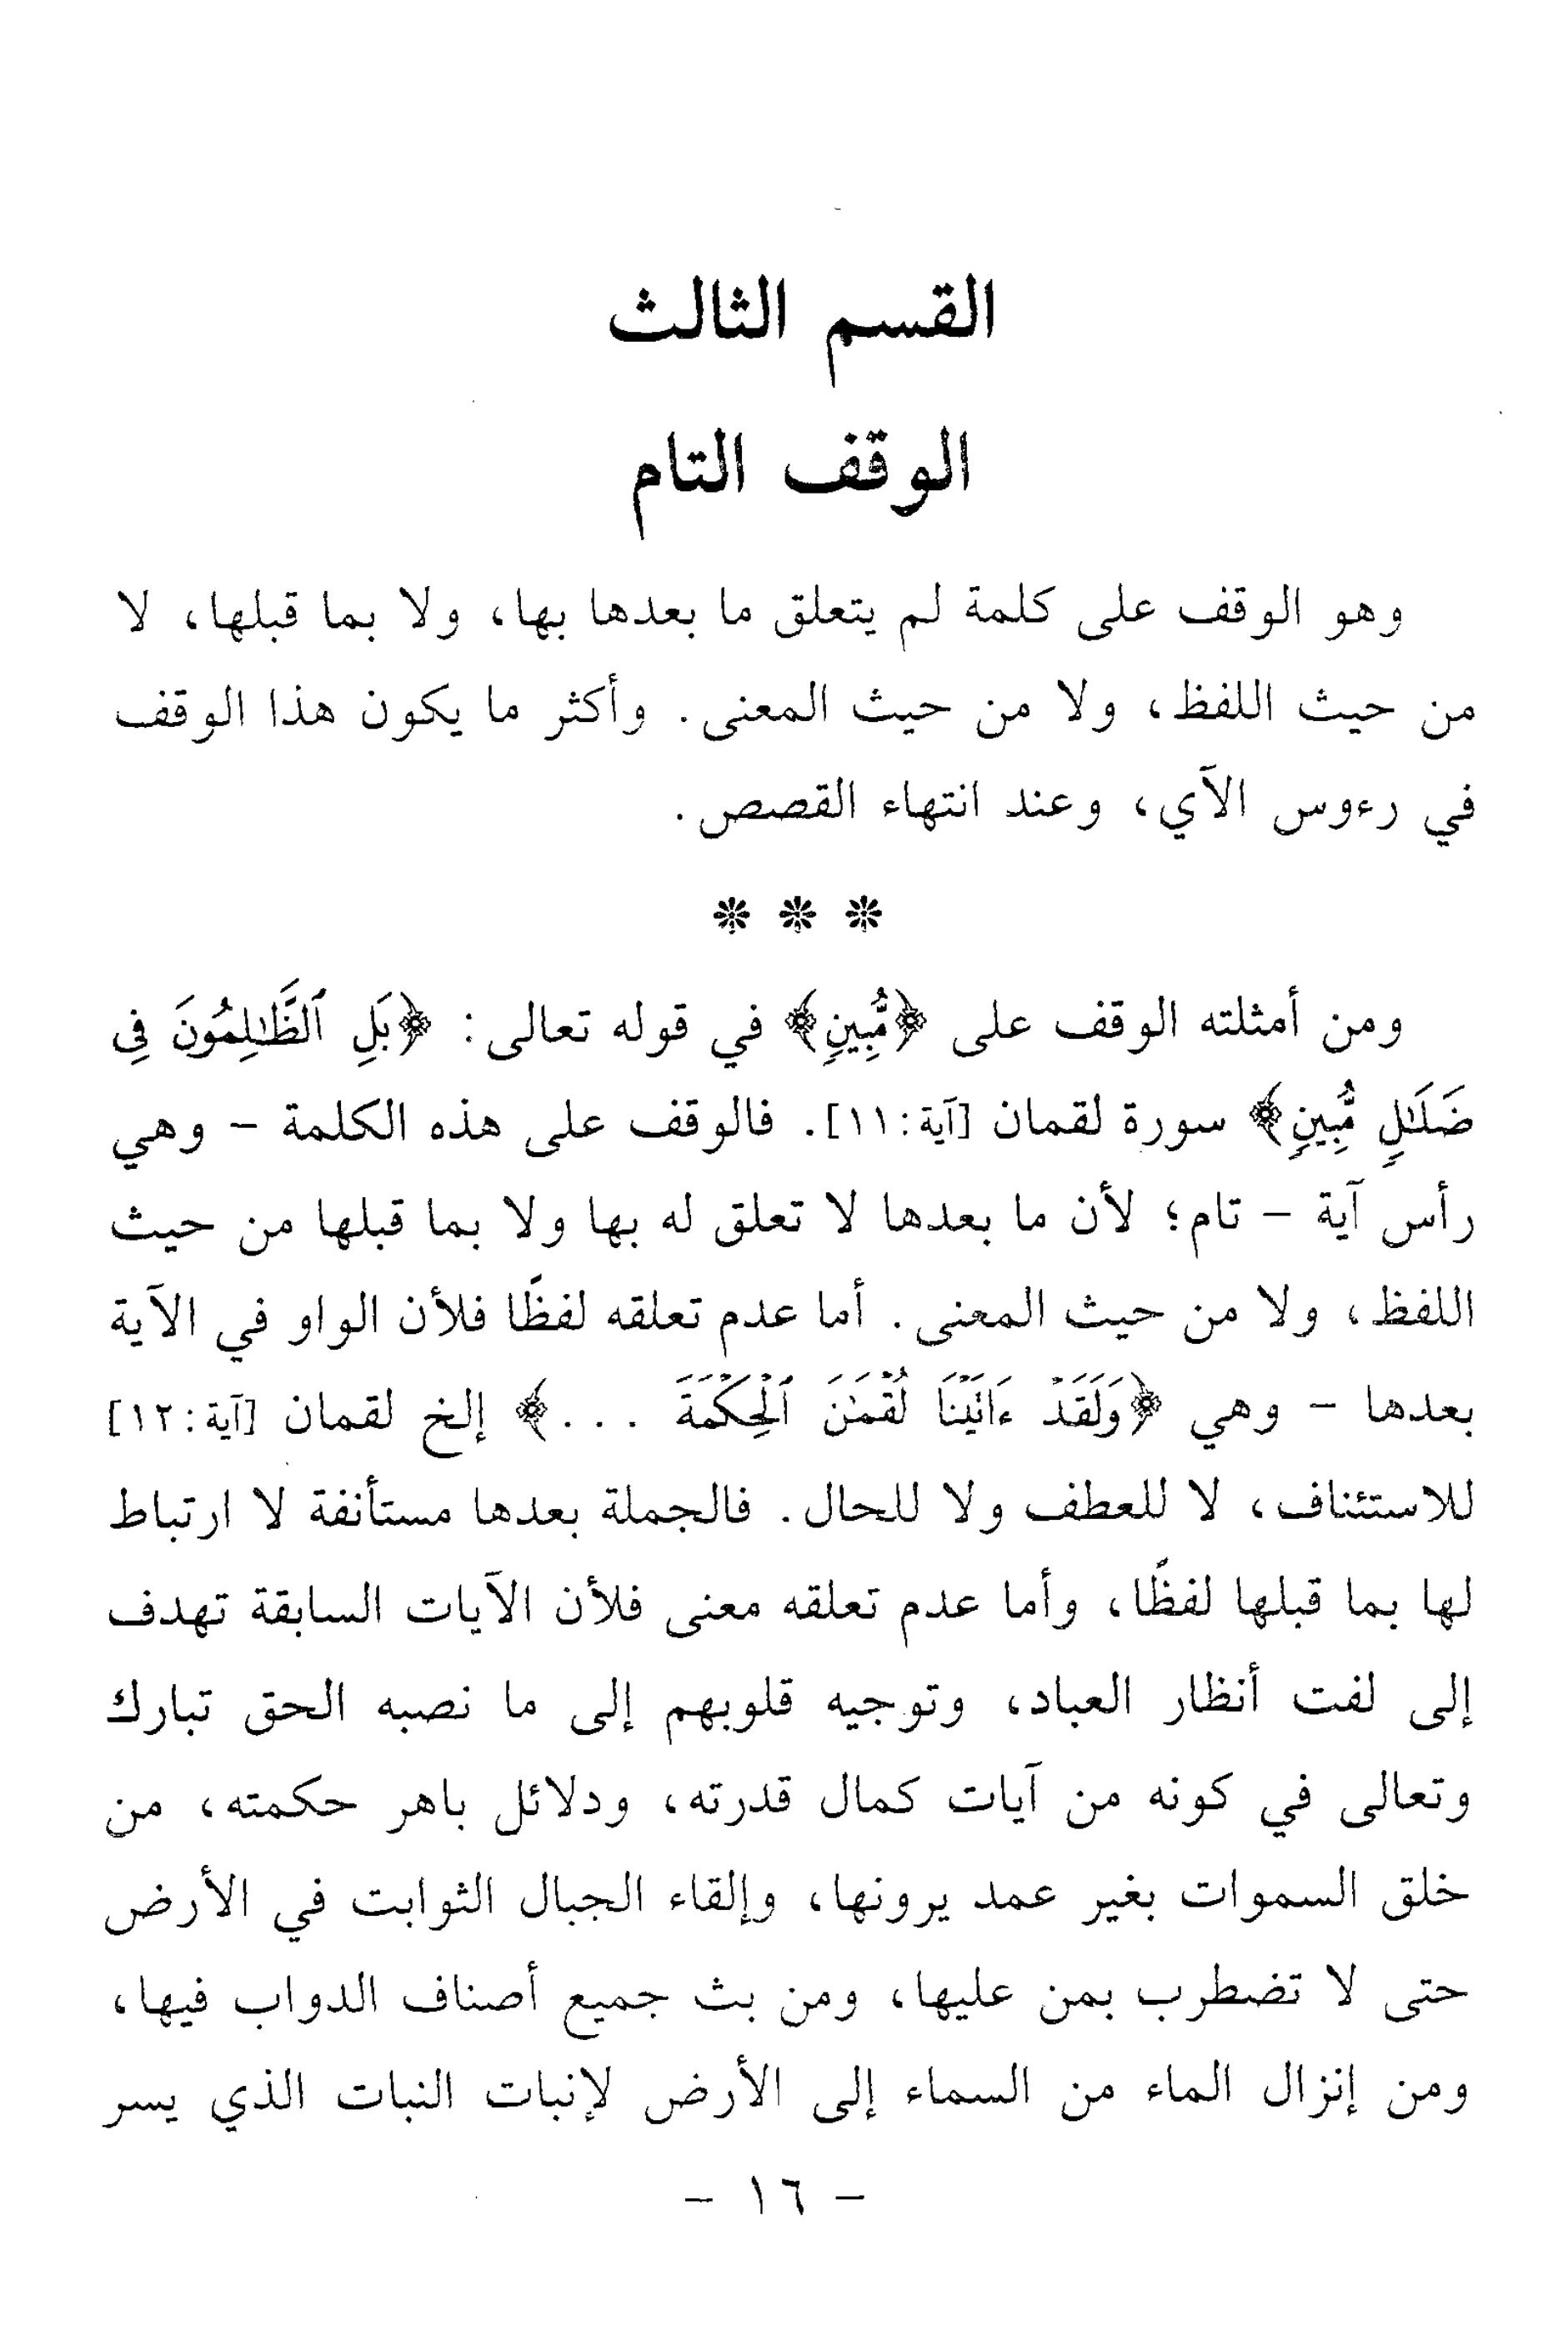 القسم الثالث
الوقف التام
وهو الوقف على كلمة لم يتعلق ما بعدها بها، ولا بما قبلها، لا
من حيث اللفظ، ولا من حيث المعنى. وأكثر ما يكون هذا الوقف
في رءوس الآي، وعند انتهاء القصص.
* * *
ومن أمثلته الوقف على ﴿مُّبِينٍ﴾ في قوله تعالى: ﴿بَلِ ٱلظَّـٰلِمُونَ فِى
ضَلَـٰلٍ مُّبِينٍ﴾ سورة لقمان [آية: ١١]. فالوقف على هذه الكلمة - وهي
رأس آية - تام؛ لأن ما بعدها لا تعلق له بها ولا بما قبلها من حيث
اللفظ، ولا من حيث المعنى. أما عدم تعلقه لفظًا فلأن الواو في الآية
بعدها - وهي ﴿وَلَقَدْ ءَاتَيْنَا لُقْمَـٰنَ ٱلْحِكْمَةَ ...﴾ إلخ لقمان [آية: ١٢]
للاستئناف، لا للعطف ولا للحال. فالجملة بعدها مستأنفة لا ارتباط
لها بما قبلها لفظًا، وأما عدم تعلقه معنى فلأن الآيات السابقة تهدف
إلى لفت أنظار العباد، وتوجيه قلوبهم إلى ما نصبه الحق تبارك
وتعالى في كونه من آيات كمال قدرته، ودلائل باهر حكمته، من
خلق السموات بغير عمد يرونها، وإلقاء الجبال الثوابت في الأرض
حتى لا تضطرب بمن عليها، ومن بث جميع أصناف الدواب فيها،
ومن إنزال الماء من السماء إلى الأرض لإنبات النبات الذي يسر
- ١٦ -